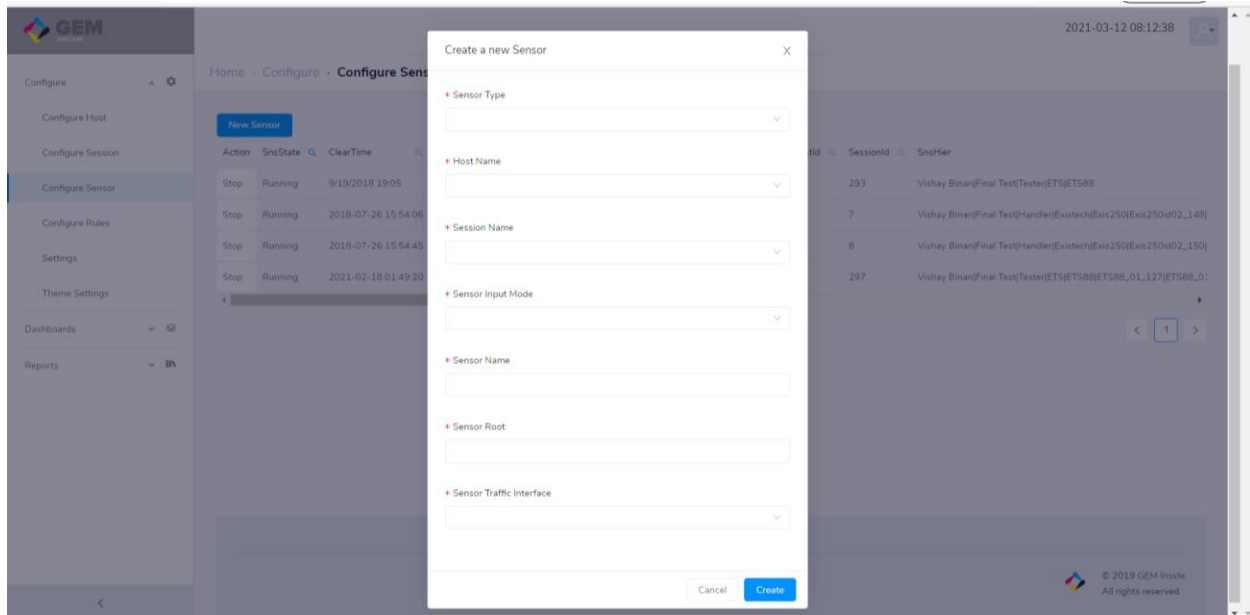 GEM
2021-03-12 08:12:38
Create a new Sensor
Configure
Home · Configure · Configure Sens
* Sensor Type
Configure Host
New Sensor
Configure Session
Action SnsState ClearTime tId SessionId SnsHier
* Host Name
Configure Sensor
Stop Running 9/19/2018 19:05 293 Vishay Binan|Final Test|Tester|ETS|ETS88
Stop Running 2018-07-26 15:54:06 7 Vishay Binan|Final Test|Handler|Existech|Exis250|Exis250id02_148|
Configure Rules
* Session Name
Stop Running 2018-07-26 15:54:45 8 Vishay Binan|Final Test|Handler|Existech|Exis250|Exis250id02_150|
Settings
Stop Running 2021-02-18 01:49:20 297 Vishay Binan|Final Test|Tester|ETS|ETS88|ETS88_01_127|ETS88_01
Theme Settings
* Sensor Input Mode
Dashboards
1
Reports
* Sensor Name
* Sensor Root
* Sensor Traffic Interface
Cancel Create
© 2019 GEM Inside
All rights reserved